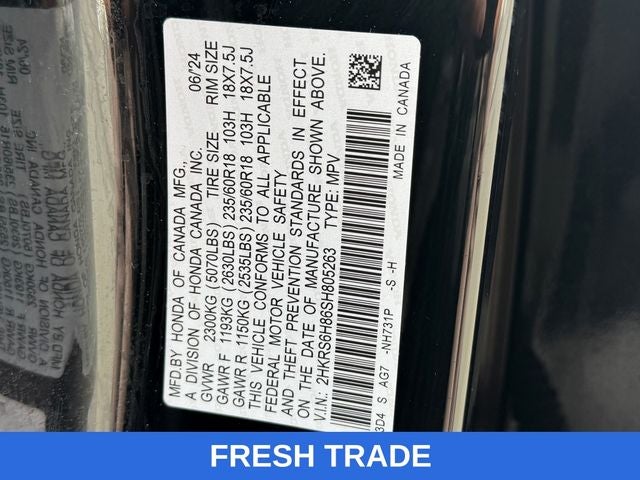 MFD.BY HONDA OF CANADA MFG.,
A DIVISION OF HONDA CANADA INC. 06/24
GVWR 2300KG (5070LBS) TIRE SIZE RIM SIZE
GAWR F 1193KG (2630LBS) 235/60R18 103H 18X7.5J
GAWR R 1150KG (2535LBS) 235/60R18 103H 18X7.5J
THIS VEHICLE CONFORMS TO ALL APPLICABLE
FEDERAL MOTOR VEHICLE SAFETY
AND THEFT PREVENTION STANDARDS IN EFFECT
ON THE DATE OF MANUFACTURE SHOWN ABOVE.
V.I.N.: 2HKRS6H86SH805263 TYPE: MPV
3D4 S AG7 -NH731P -S -H
MADE IN CANADA
FRESH TRADE